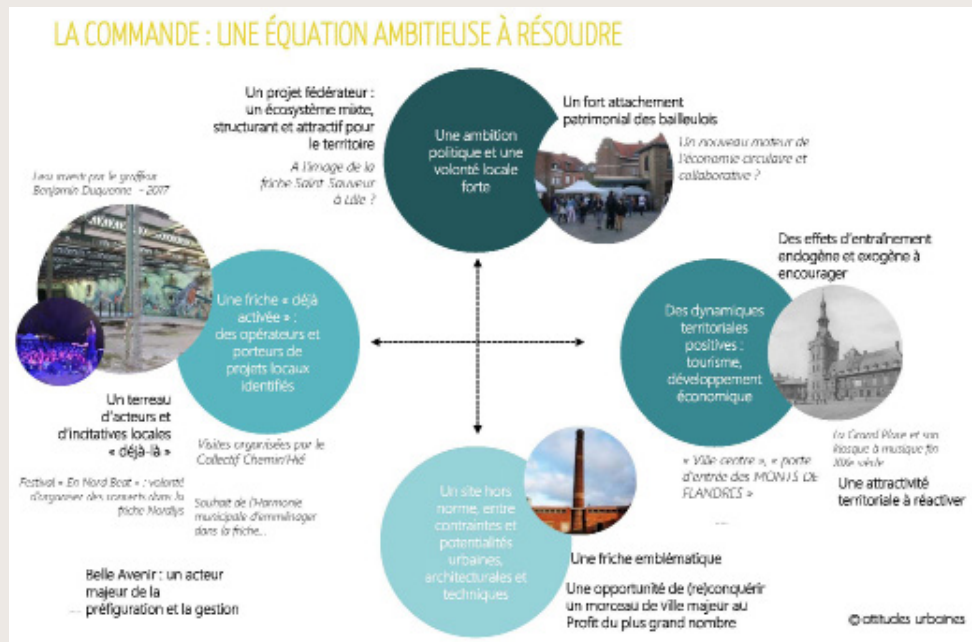 LA COMMANDE : UNE ÉQUATION AMBITIEUSE À RÉSOUDRE
Un projet fédérateur :
un écosystème mixte,
structurant et attractif pour
le territoire
A l'image de la
friche Saint Sauveur
à Lille ?
Une ambition
politique et une
volonté locale
forte
Un fort attachement
patrimonial des bailleulois
Un nouveau moteur de
l'économie circulaire et
collaborative ?
Lieu investi par le graffeur
Benjamin Duquenne - 2017
Une friche « déjà
activée » :
des opérateurs et
porteurs de
projets locaux
identifiés
Un terreau
d'acteurs et
d'incitatives locales
« déjà-là »
Visites organisées par le
Collectif Chemin'Hié
Festival « En Nord Beat » : volonté
d'organiser des concerts dans la
friche Nordlys
Souhait de l'Harmonie
municipale d'emménager
dans la friche...
Belle Avenir : un acteur
majeur de la
.... préfiguration et la gestion
Des effets d'entraînement
endogène et exogène à
encourager
Des dynamiques
territoriales
positives :
tourisme,
développement
économique
La Grand Place et son
kiosque à musique fin
XIXe siècle
« Ville centre », « porte
d'entrée des MONTS DE
FLANDRES »
....
Une attractivité
territoriale à réactiver
Un site hors
norme, entre
contraintes et
potentialités
urbaines,
architecturales et
techniques
Une friche emblématique
Une opportunité de (re)conquérir
un morceau de ville majeur au
Profit du plus grand nombre
© attitudes urbaines